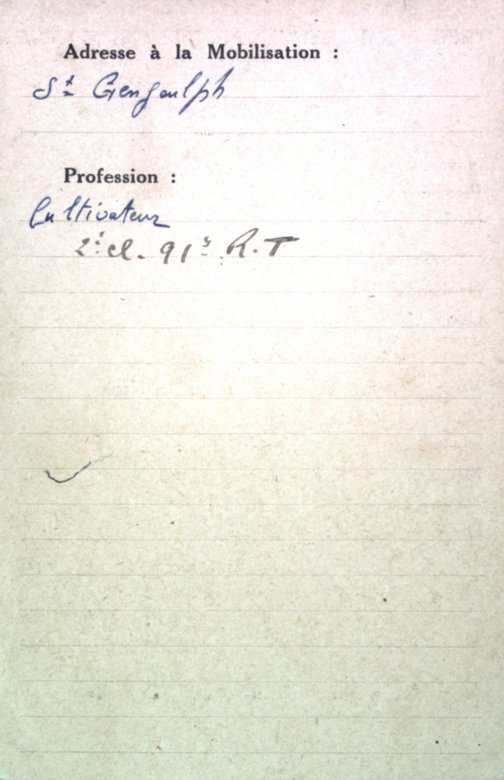 Adresse à la Mobilisation :
St Gengoulph
Profession :
Cultivateur
2e cl. 91e R.T